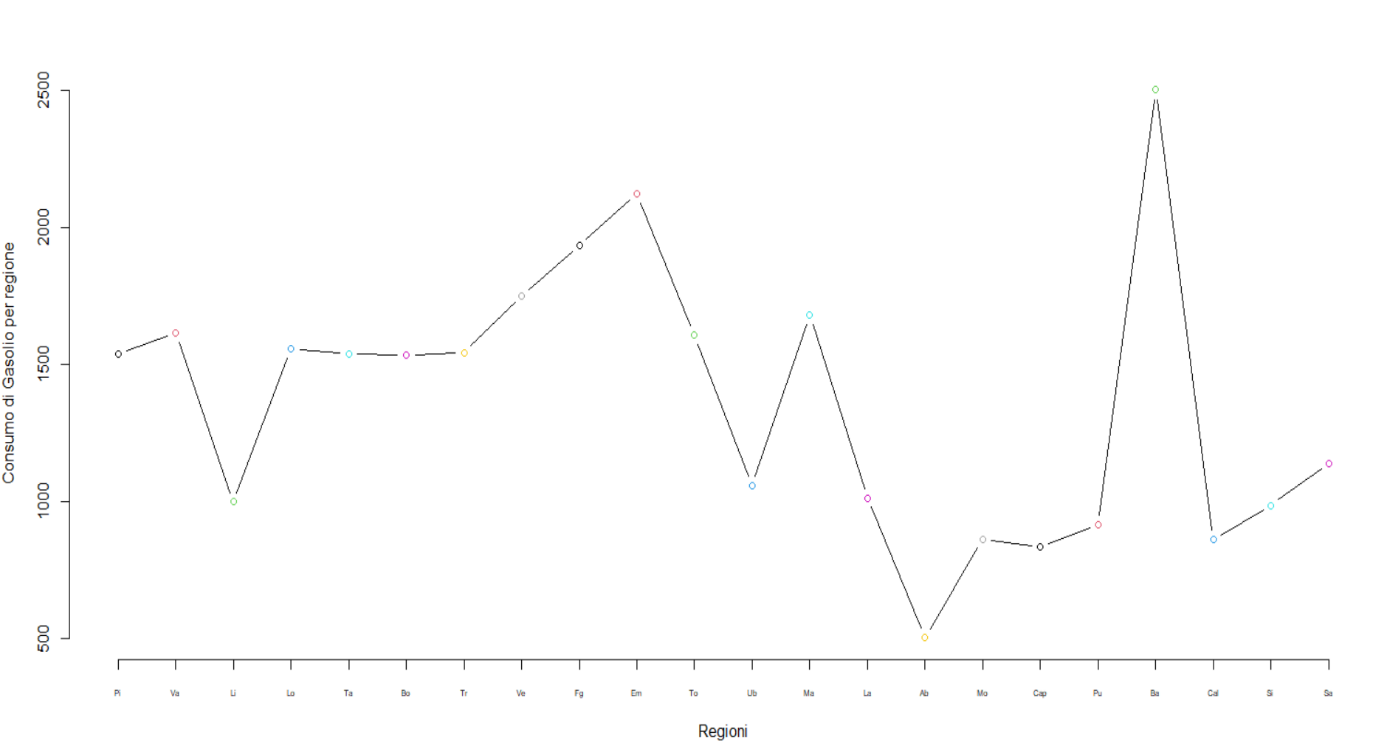 Consumo di Gasolio per regione
2500
2000
1500
1000
500
Pi Va Li Lo Ta Bo Tr Ve Fg Em To Ub Ma La Ab Mo Cap Pu Ba Cal Si Sa
Regioni